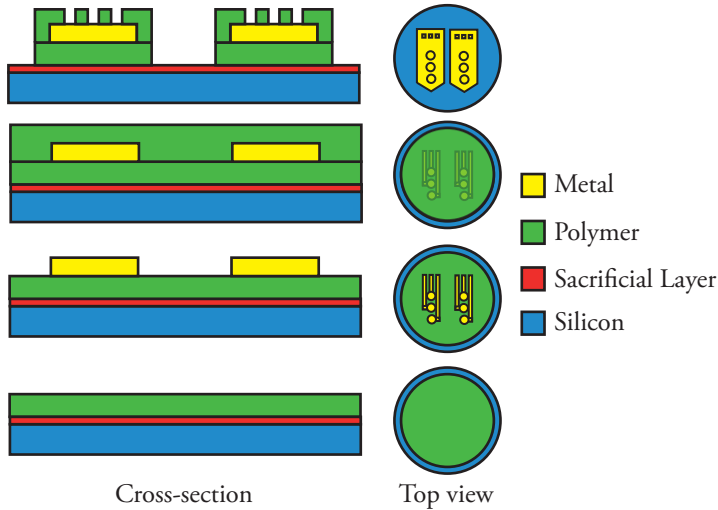 Metal
Polymer
Sacrificial Layer
Silicon
Cross-section
Top view